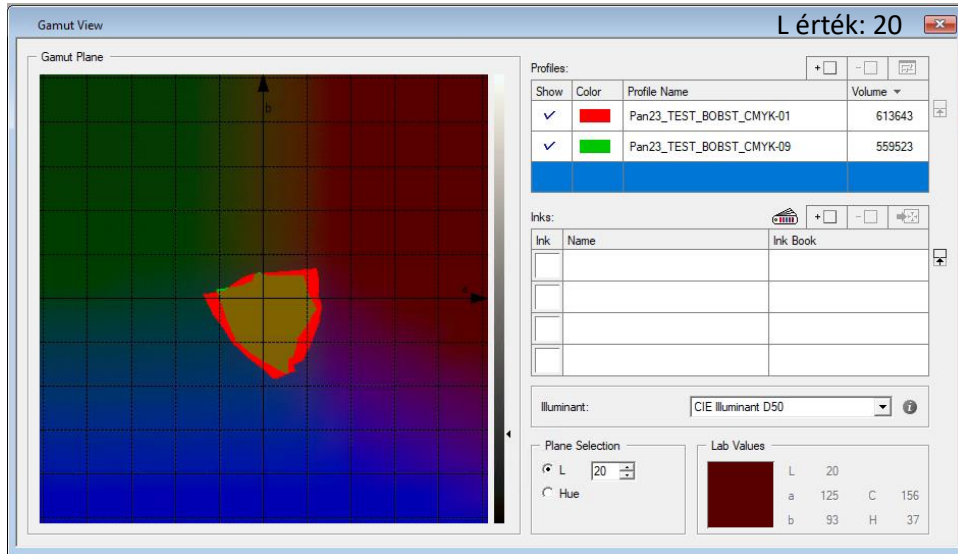 Gamut View
L érték: 20
Gamut Plane
b
a
Profiles:
Show Color Profile Name Volume
Pan23_TEST_BOBST_CMYK-01 613643
Pan23_TEST_BOBST_CMYK-09 559523
Inks:
Ink Name Ink Book
Illuminant: CIE Illuminant D50
Plane Selection
L 20
Hue
Lab Values
L 20
a 125 C 156
b 93 H 37